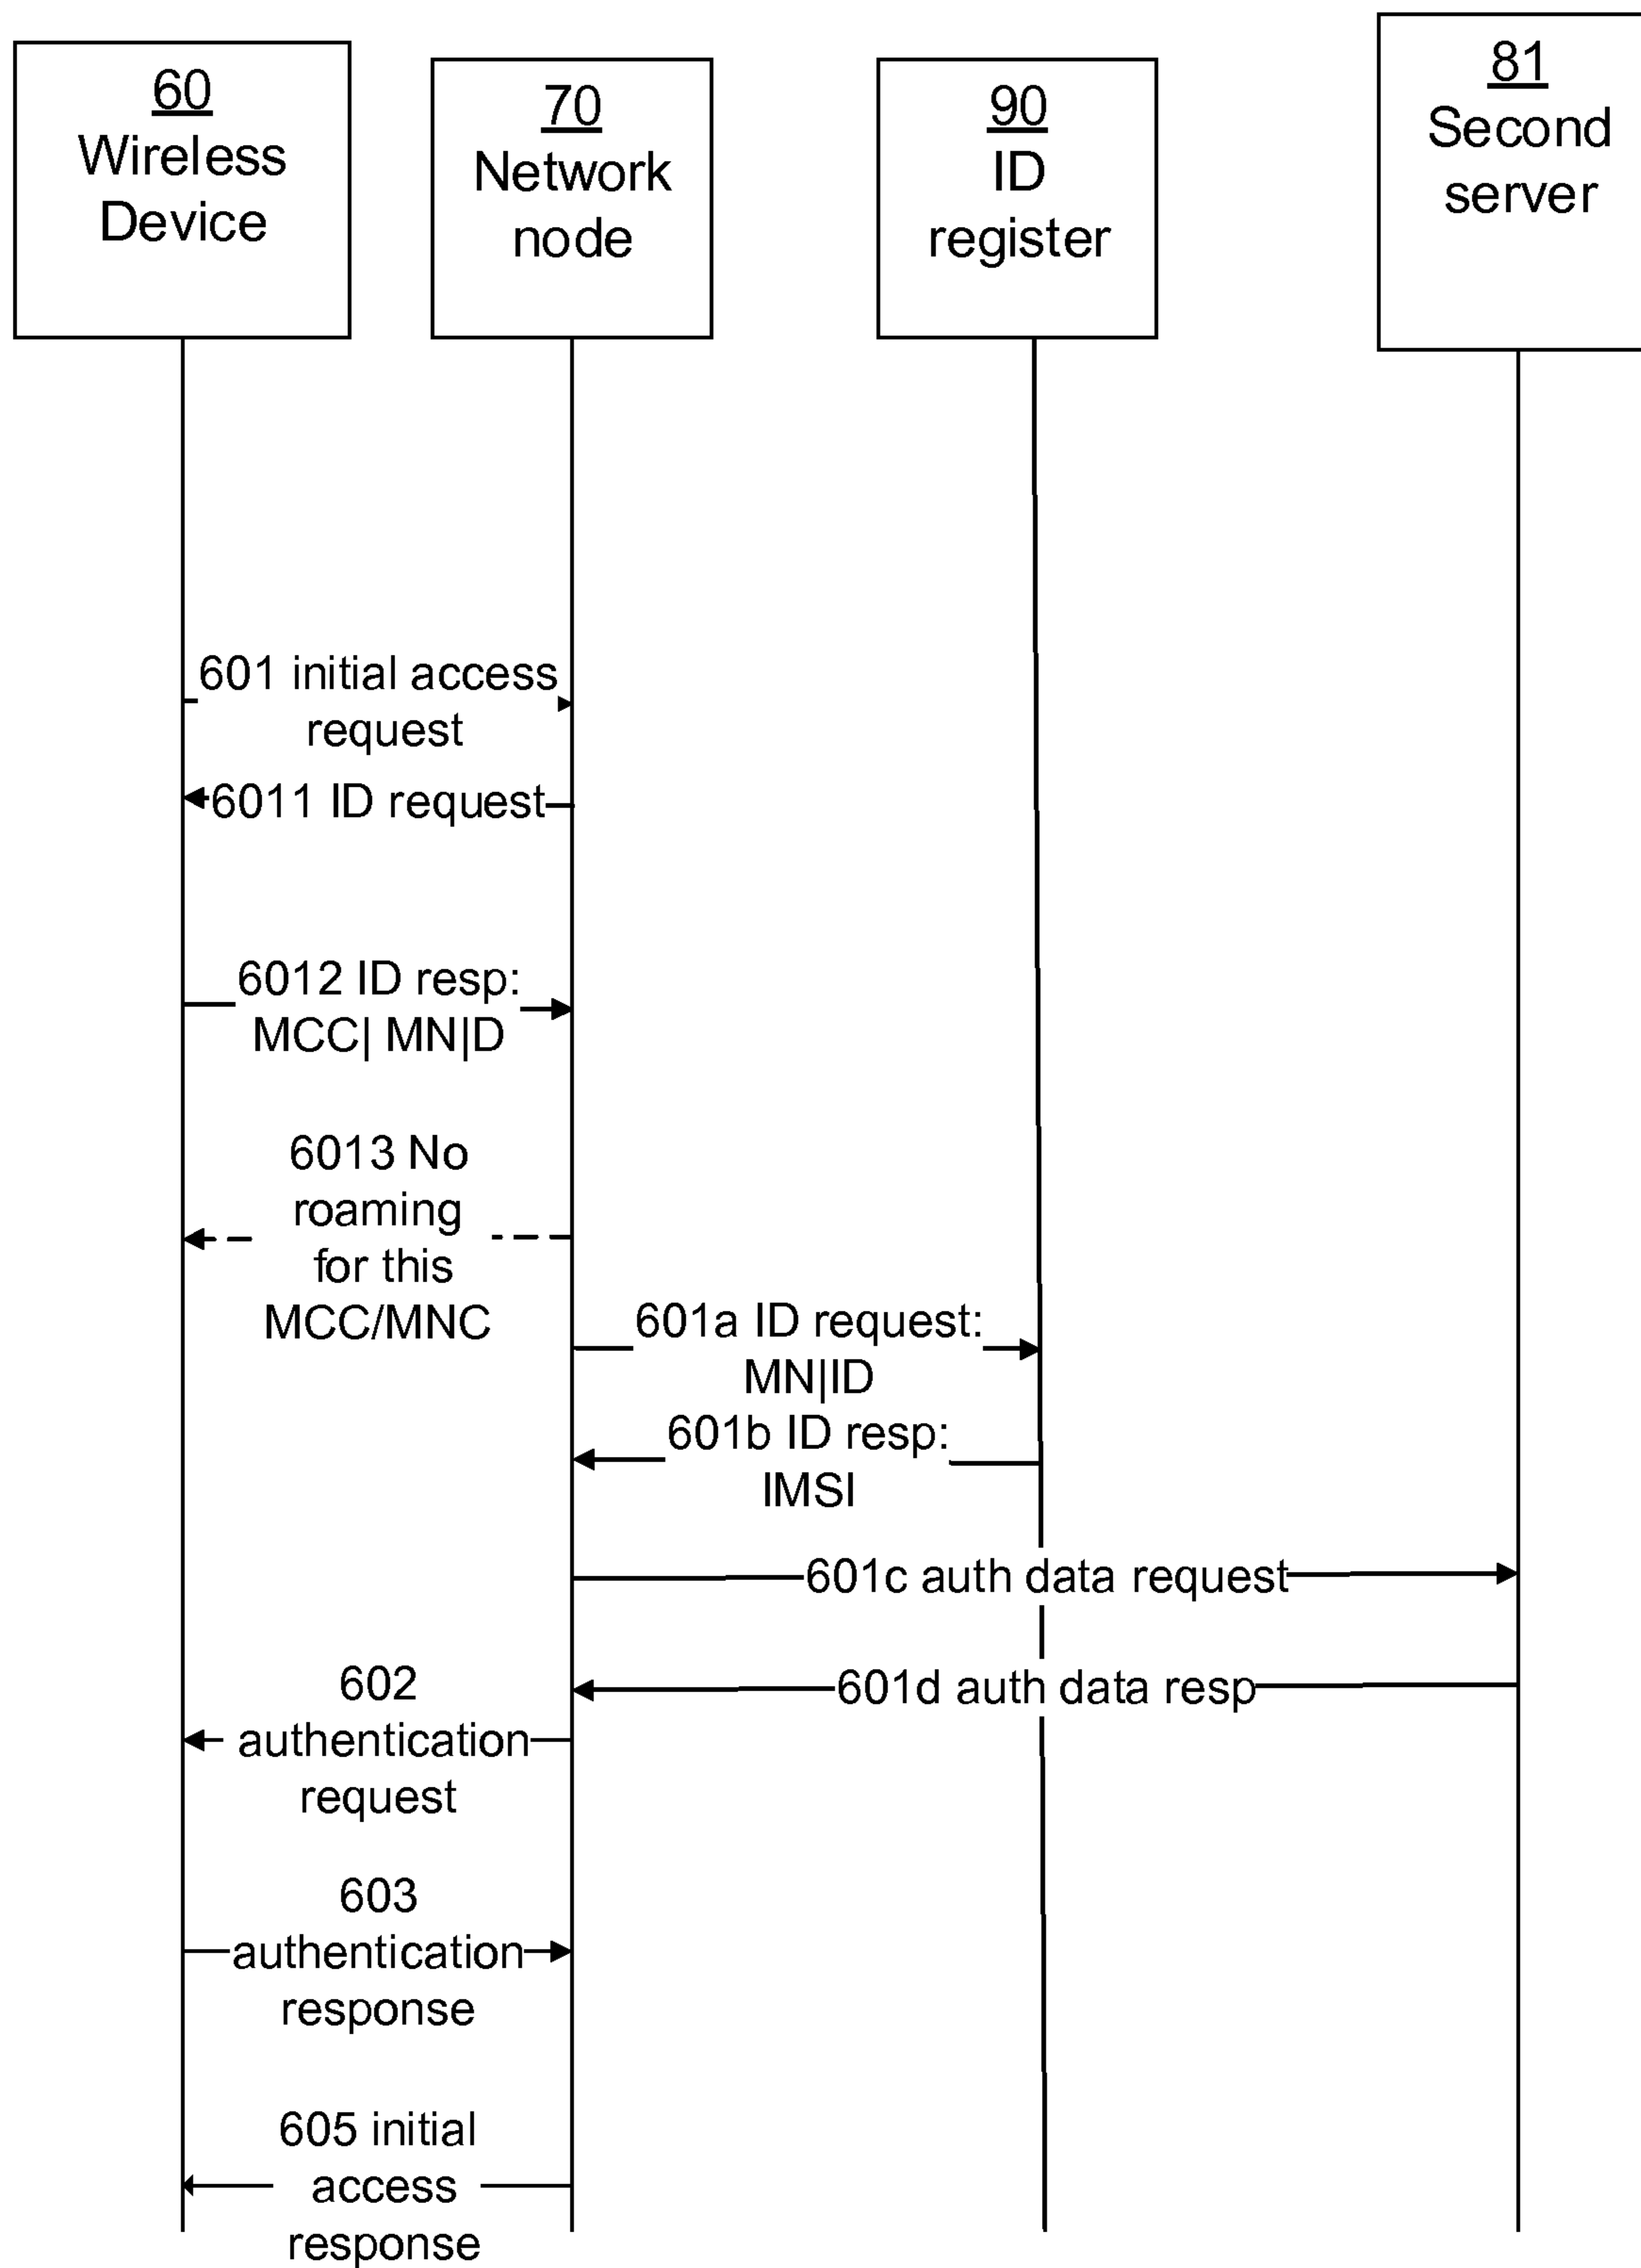 60
Wireless
Device
70
Network
node
90
ID
register
81
Second
server
601 initial access
request
6011 ID request
6012 ID resp:
MCC| MN|D
6013 No
roaming
for this
MCC/MNC
601a ID request:
MN|ID
601b ID resp:
IMSI
601c auth data request
601d auth data resp
602
authentication
request
603
authentication
response
605 initial
access
response